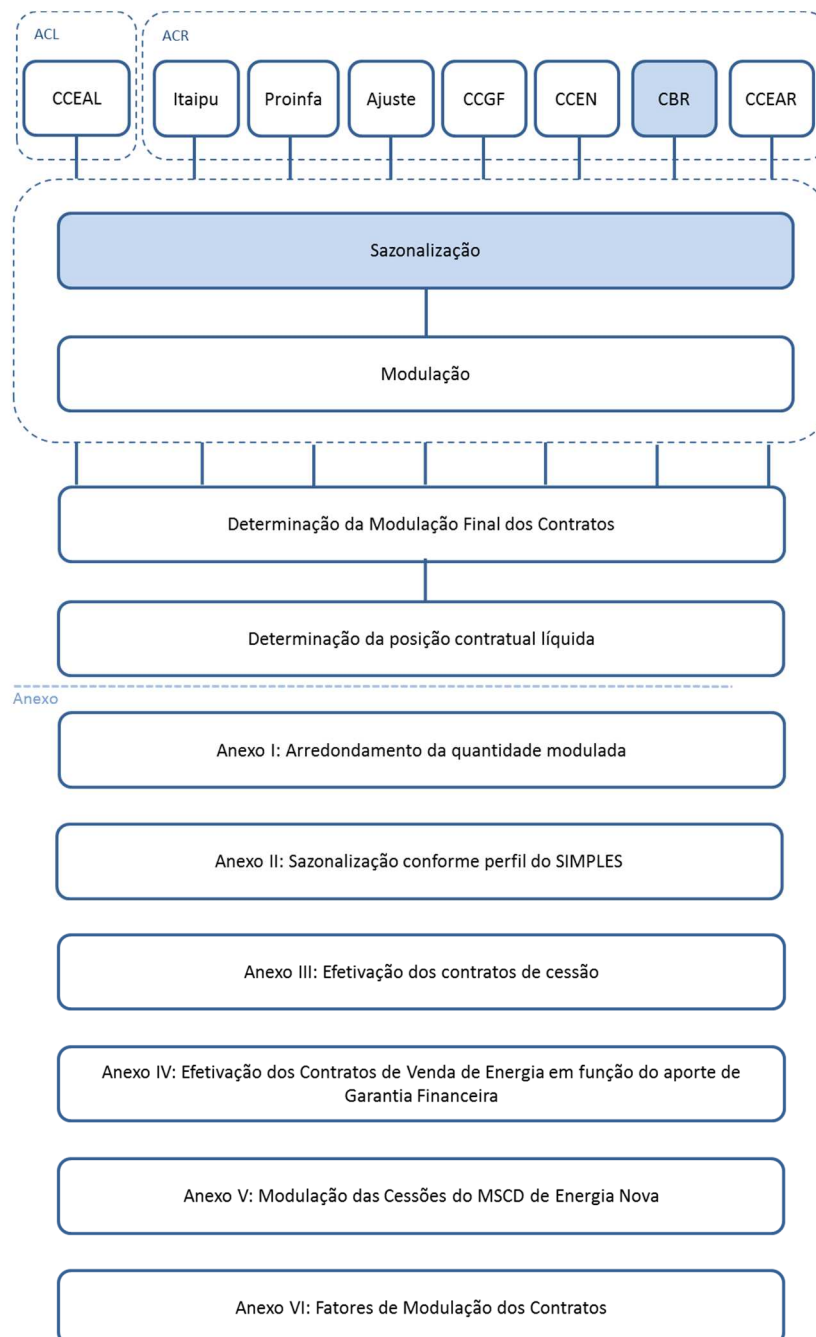 ACL
ACR
CCEAL
Itaipu
Proinfa
Ajuste
CCGF
CCEN
CBR
CCEAR
Sazonalização
Modulação
Determinação da Modulação Final dos Contratos
Determinação da posição contratual líquida
Anexo
Anexo I: Arredondamento da quantidade modulada
Anexo II: Sazonalização conforme perfil do SIMPLES
Anexo III: Efetivação dos contratos de cessão
Anexo IV: Efetivação dos Contratos de Venda de Energia em função do aporte de
Garantia Financeira
Anexo V: Modulação das Cessões do MSCD de Energia Nova
Anexo VI: Fatores de Modulação dos Contratos